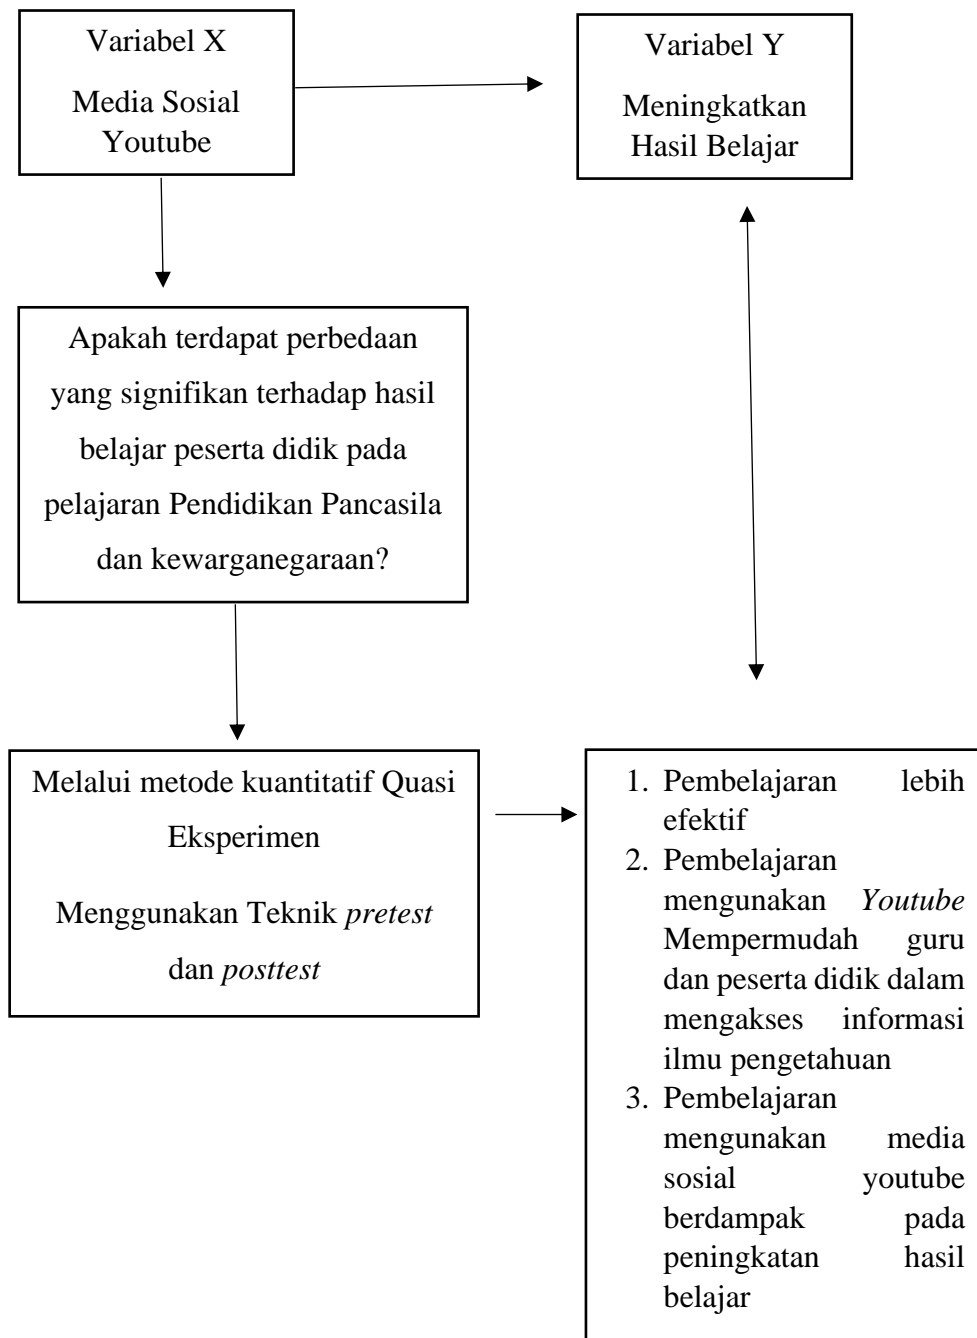 Variabel X
Media Sosial
Youtube
Variabel Y
Meningkatkan
Hasil Belajar
Apakah terdapat perbedaan
yang signifikan terhadap hasil
belajar peserta didik pada
pelajaran Pendidikan Pancasila
dan kewarganegaraan?
Melalui metode kuantitatif Quasi
Eksperimen
Menggunakan Teknik pretest
dan posttest
1. Pembelajaran lebih
efektif
2. Pembelajaran
mengunakan Youtube
Mempermudah guru
dan peserta didik dalam
mengakses informasi
ilmu pengetahuan
3. Pembelajaran
mengunakan media
sosial youtube
berdampak pada
peningkatan hasil
belajar